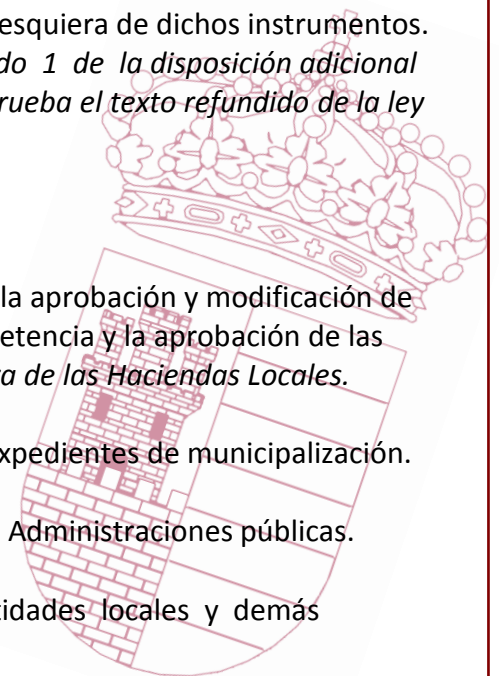 esquiera de dichos instrumentos.
do 1 de la disposición adicional
rueba el texto refundido de la ley
la aprobación y modificación de
etencia y la aprobación de las
a de las Haciendas Locales.
xpedientes de municipalización.
Administraciones públicas.
tidades locales y demás